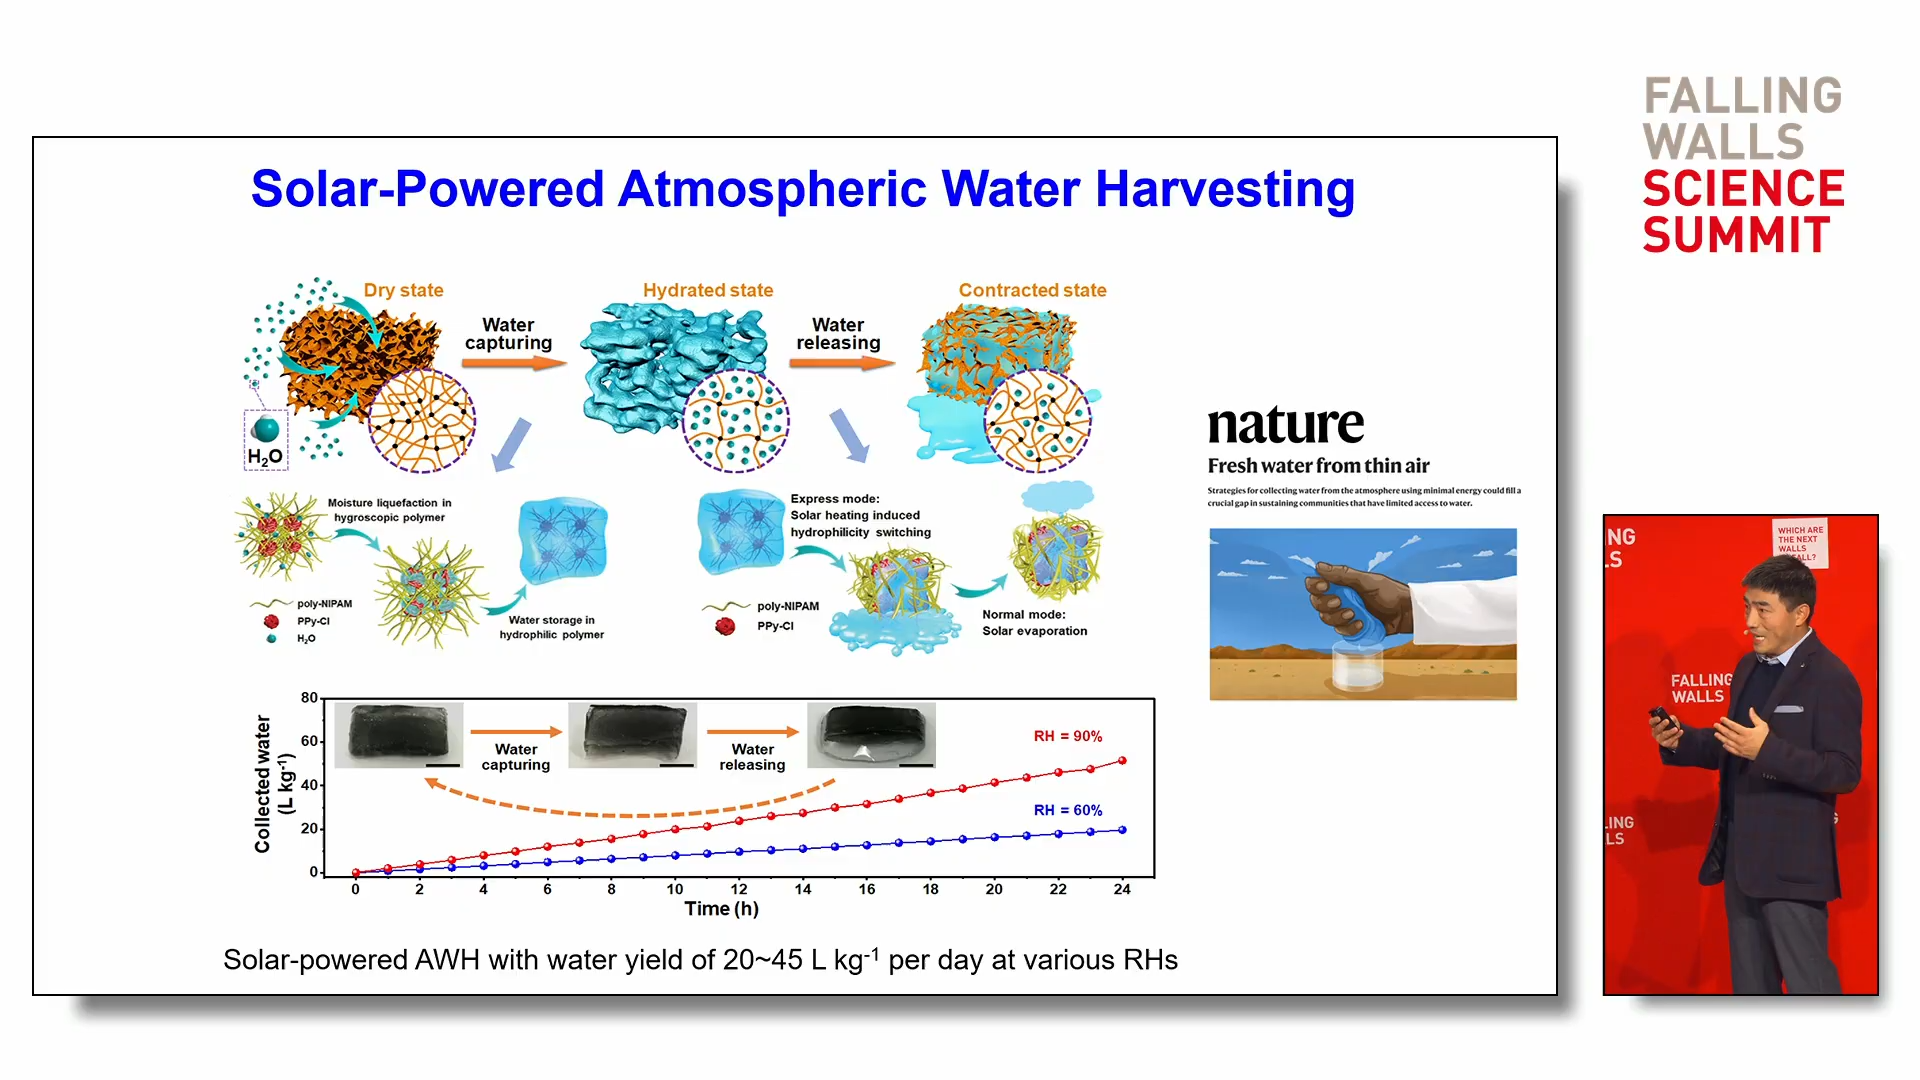 FALLING
WALLS
SCIENCE
SUMMIT
Solar-Powered Atmospheric Water Harvesting
Dry state
Hydrated state
Contracted state
Water
capturing
Water
releasing
H₂O
Moisture liquefaction in
hygroscopic polymer
poly-NIPAM
PPy-Cl
H₂O
Water storage in
hydrophilic polymer
Express mode:
Solar heating induced
hydrophilicity switching
poly-NIPAM
PPy-Cl
Normal mode:
Solar evaporation
nature
Fresh water from thin air
Strategies for collecting water from the atmosphere using minimal energy could fill a
crucial gap in sustaining communities that have limited access to water.
Collected water
(L kg⁻¹)
80
60
40
20
0
Water
capturing
Water
releasing
RH = 90%
RH = 60%
0 2 4 6 8 10 12 14 16 18 20 22 24
Time (h)
Solar-powered AWH with water yield of 20~45 L kg⁻¹ per day at various RHs
WHICH ARE
THE NEXT
WALLS
NG
LS
FALLING
WALLS
LING
LS